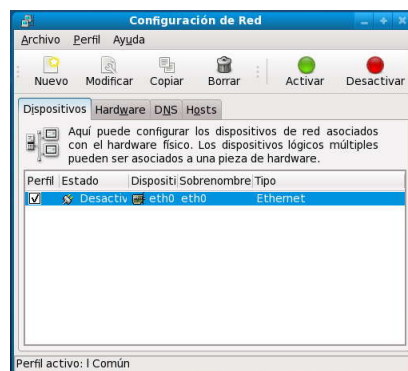 Configuración de Red
Archivo Perfil Ayuda
Nuevo Modificar Copiar Borrar Activar Desactivar
Dispositivos Hardware DNS Hosts
Aquí puede configurar los dispositivos de red asociados
con el hardware físico. Los dispositivos lógicos múltiples
pueden ser asociados a una pieza de hardware.
Perfil Estado Dispositi Sobrenombre Tipo
Desactiv eth0 eth0 Ethernet
Perfil activo: l Común